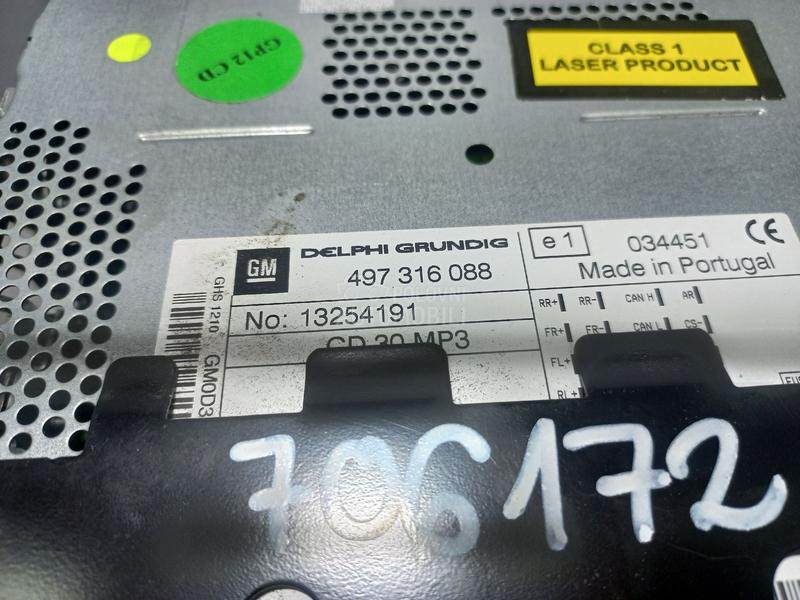 GP12 CD
CLASS 1
LASER PRODUCT
GM
DELPHI GRUNDIG
497 316 088
e1
034451
CE
Made in Portugal
No: 13254191
CD 30 MP3
GHS 1210
GM0D3
RR+
RR-
CAN H
AR
FR+
FR-
CAN L
CS-
FL+
RL+
706172